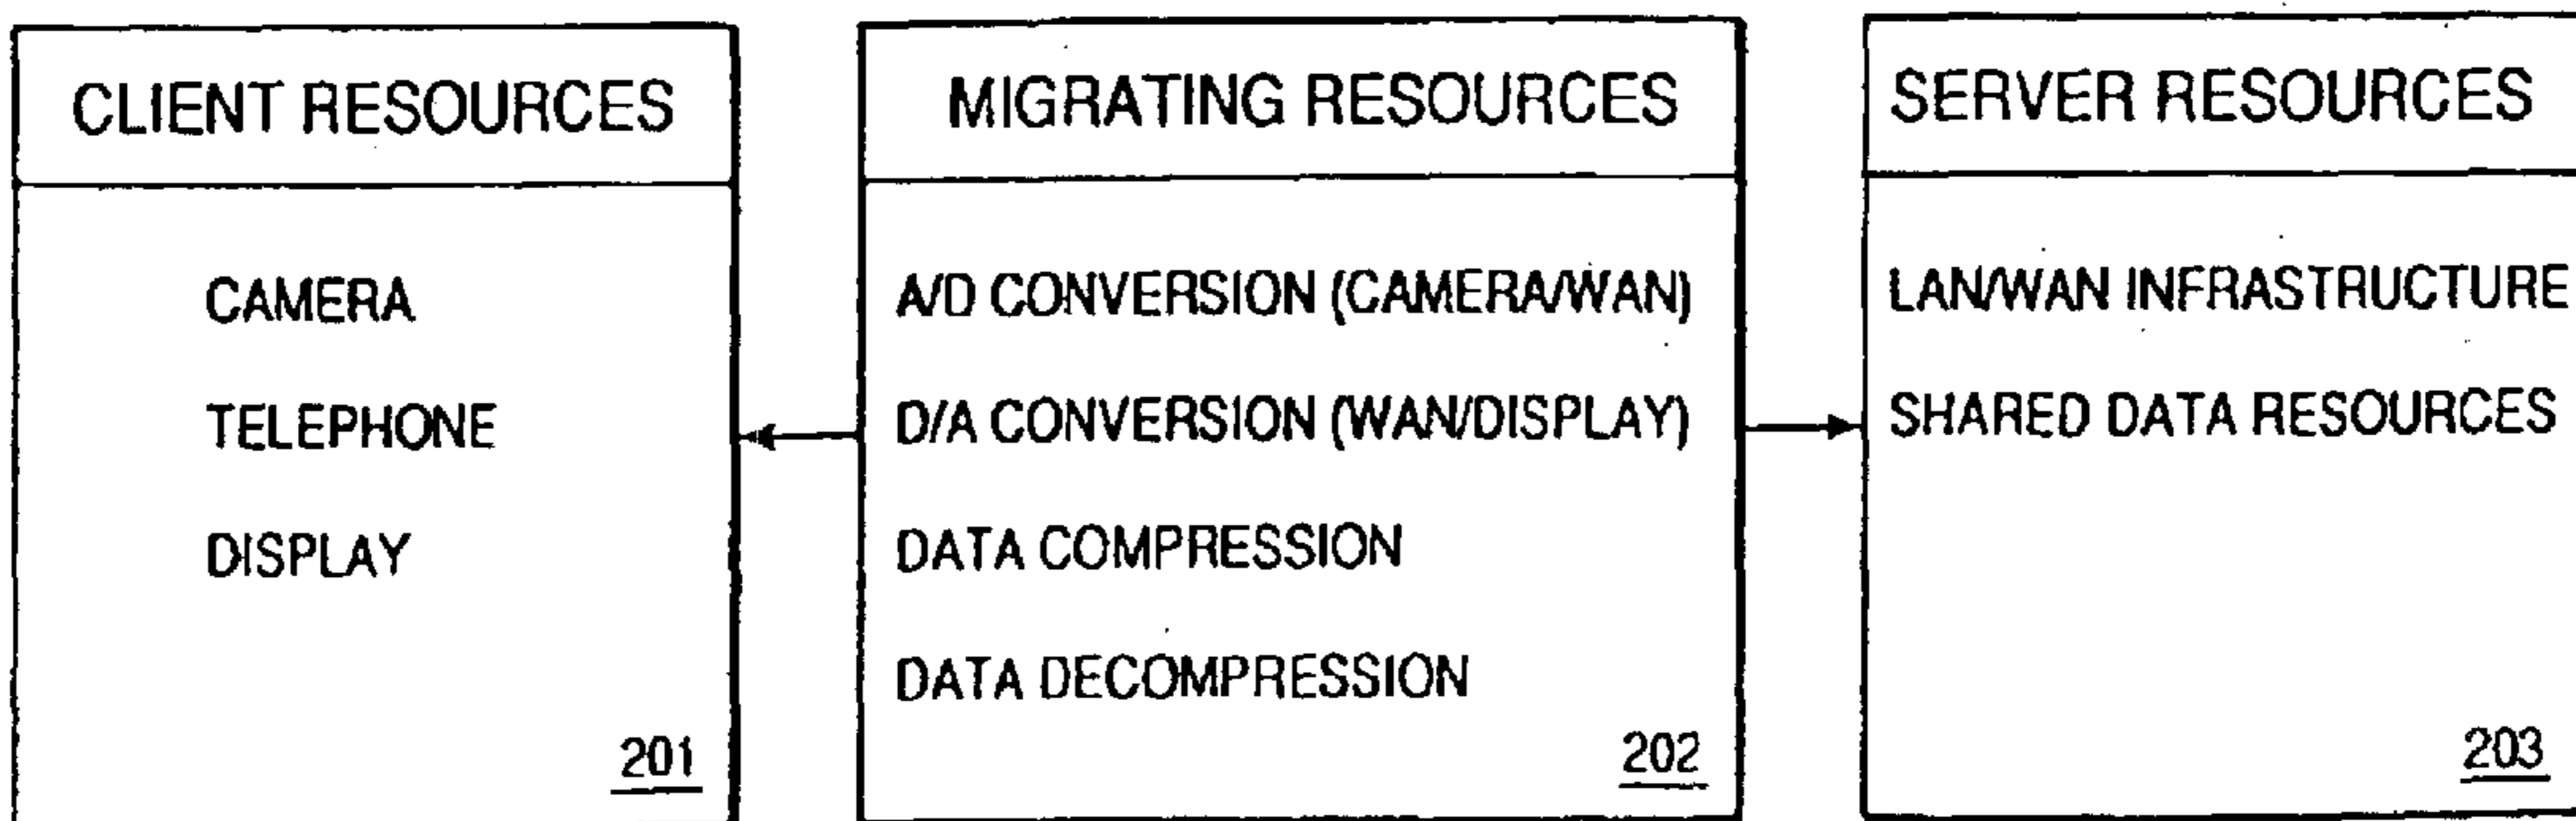 CLIENT RESOURCES
CAMERA
TELEPHONE
DISPLAY
201
MIGRATING RESOURCES
A/D CONVERSION (CAMERA/WAN)
D/A CONVERSION (WAN/DISPLAY)
DATA COMPRESSION
DATA DECOMPRESSION
202
SERVER RESOURCES
LAN/WAN INFRASTRUCTURE
SHARED DATA RESOURCES
203